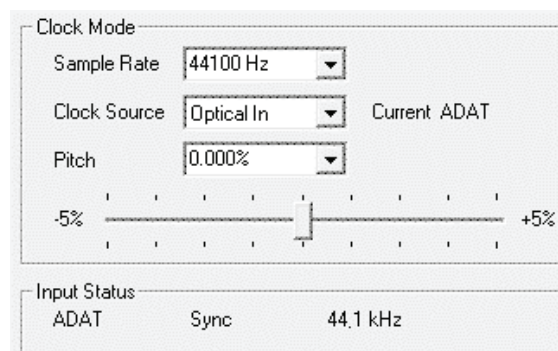 Clock Mode
Sample Rate 44100 Hz
Clock Source Optical In Current ADAT
Pitch 0.000%
-5% +5%
Input Status
ADAT Sync 44.1 kHz